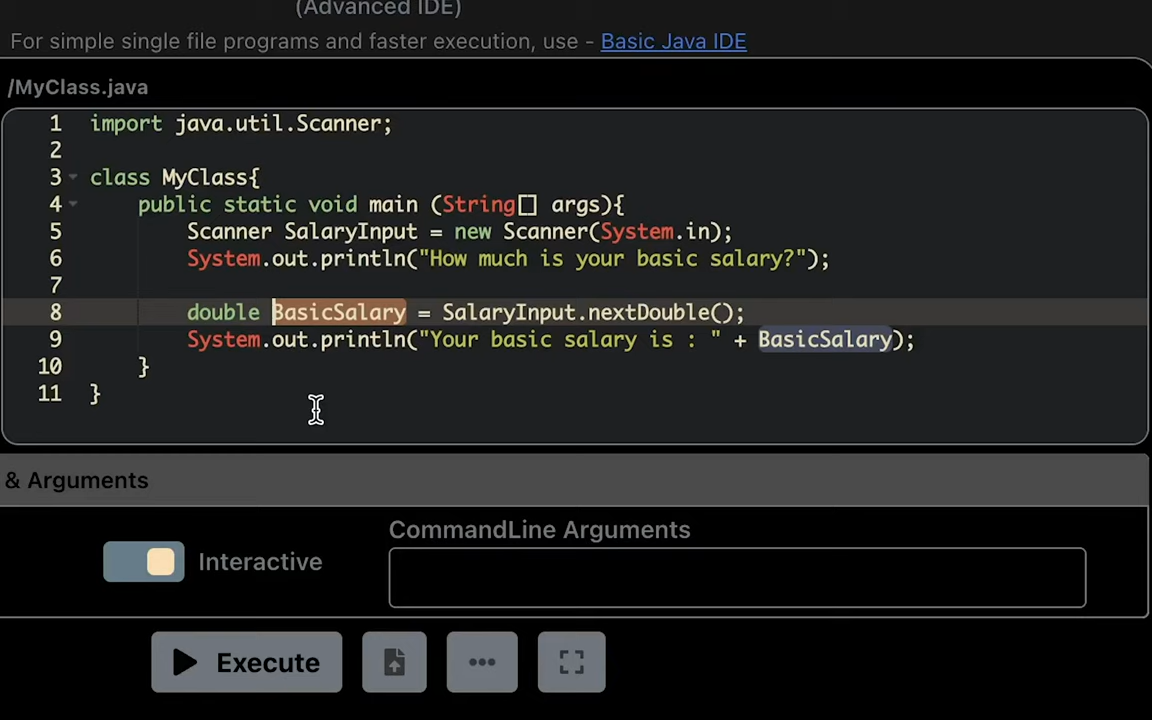 (Advanced IDE)
For simple single file programs and faster execution, use - Basic Java IDE
/MyClass.java
1 import java.util.Scanner;
2
3 class MyClass{
4 public static void main (String[] args){
5 Scanner SalaryInput = new Scanner(System.in);
6 System.out.println("How much is your basic salary?");
7
8 double BasicSalary = SalaryInput.nextDouble();
9 System.out.println("Your basic salary is : " + BasicSalary);
10 }
11 }
& Arguments
CommandLine Arguments
Interactive
Execute